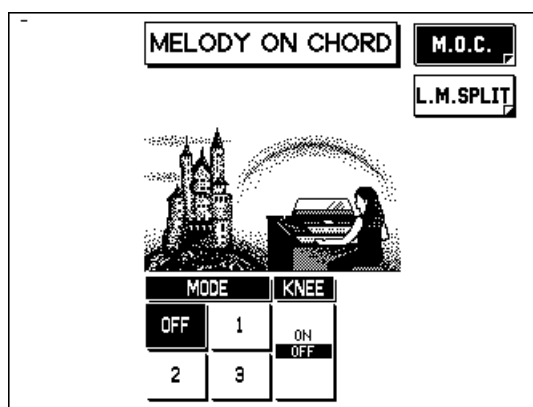 MELODY ON CHORD
M.O.C.
L.M.SPLIT
MODE
KNEE
OFF
1
ON
OFF
2
3